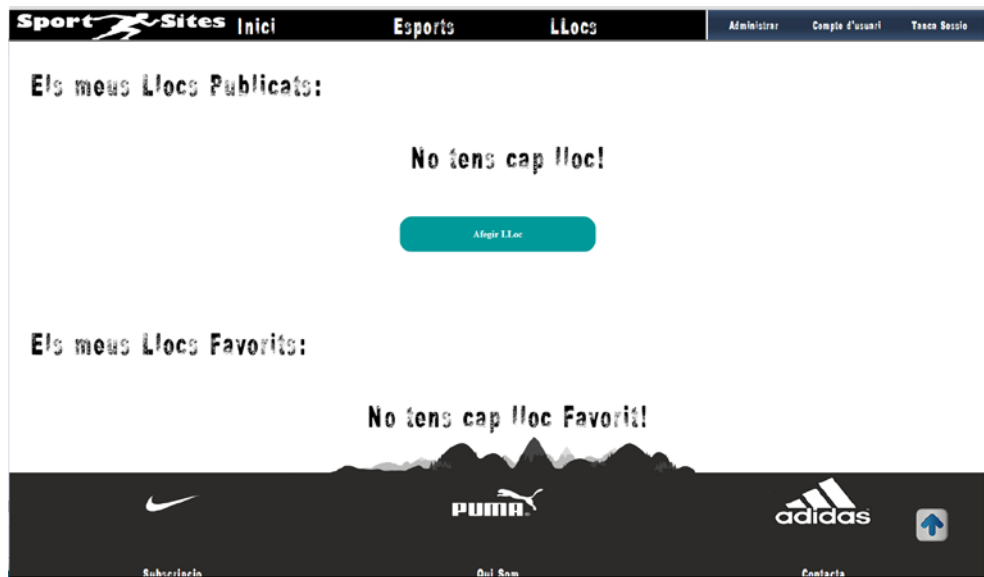 Sport Sites Inici Esports LLocs Administrar Compte d'usuari Tanca Sessio
Els meus Llocs Publicats:
No tens cap lloc!
Afegir LLoc
Els meus Llocs Favorits:
No tens cap lloc Favorit!
PUMA adidas
Subscripcio Qui Som Contacta